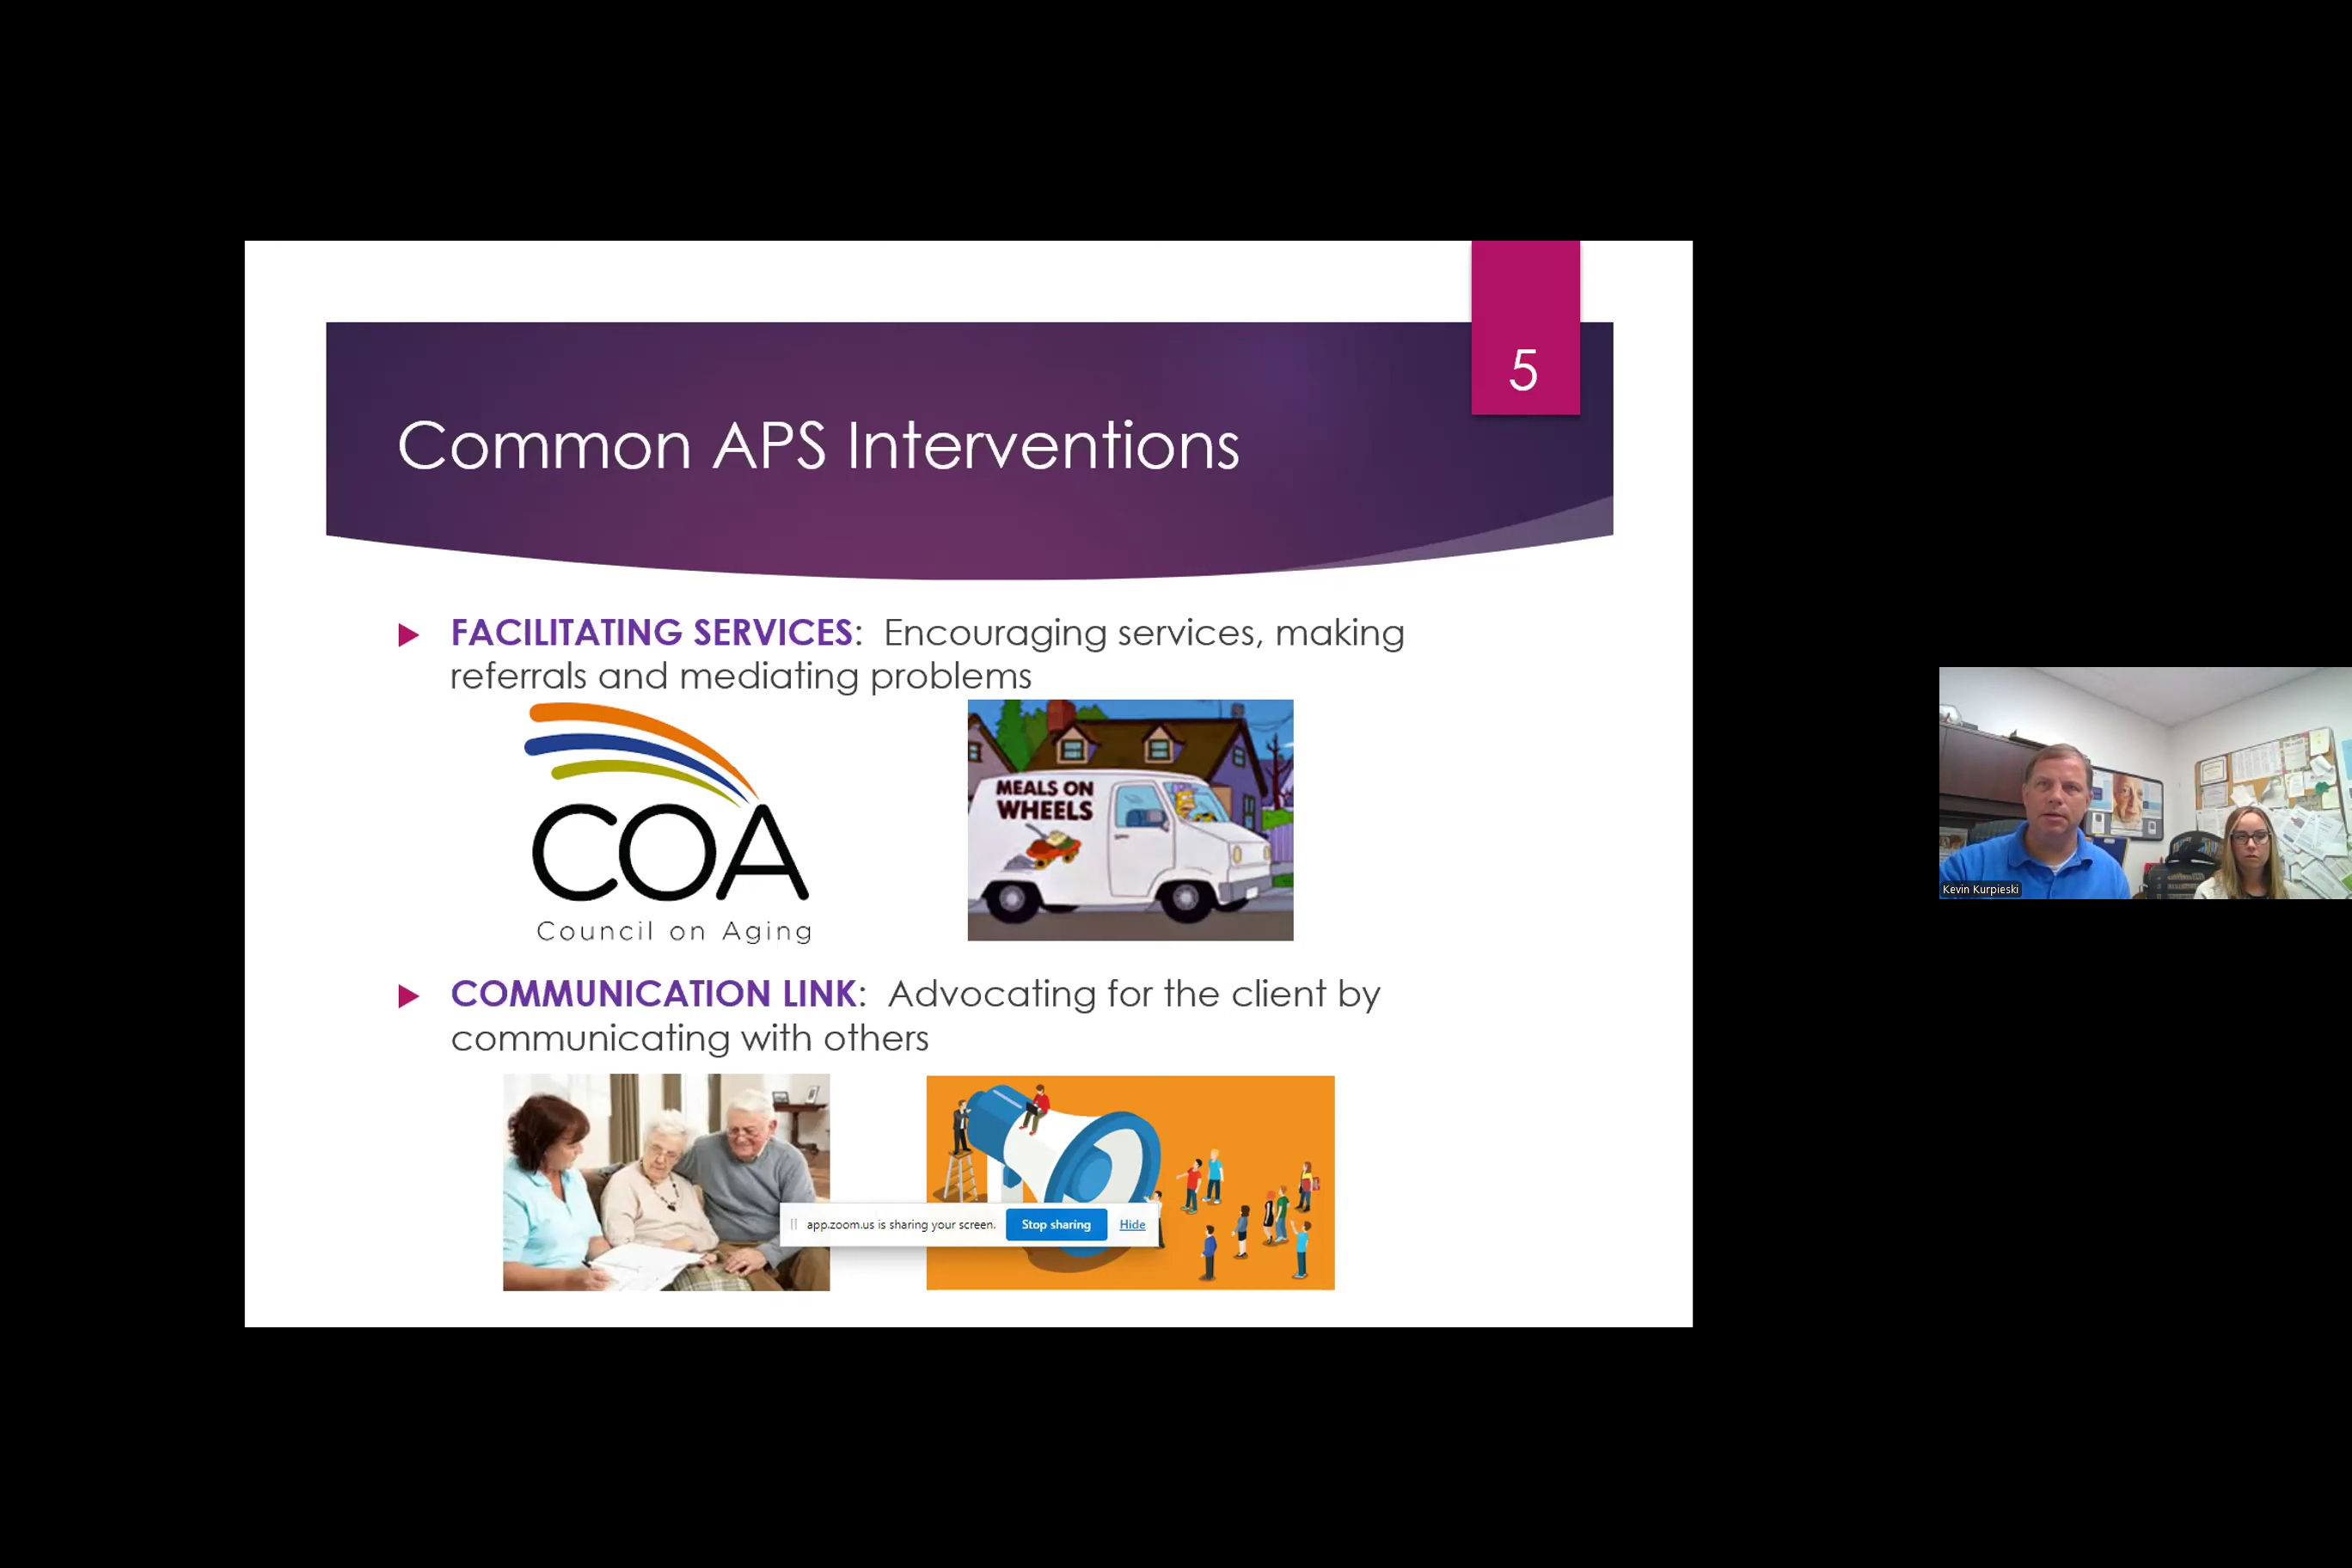 5
Common APS Interventions
FACILITATING SERVICES: Encouraging services, making
referrals and mediating problems
COA
Council on Aging
MEALS ON
WHEELS
COMMUNICATION LINK: Advocating for the client by
communicating with others
app.zoom.us is sharing your screen. Stop sharing Hide
Kevin Kurpieski